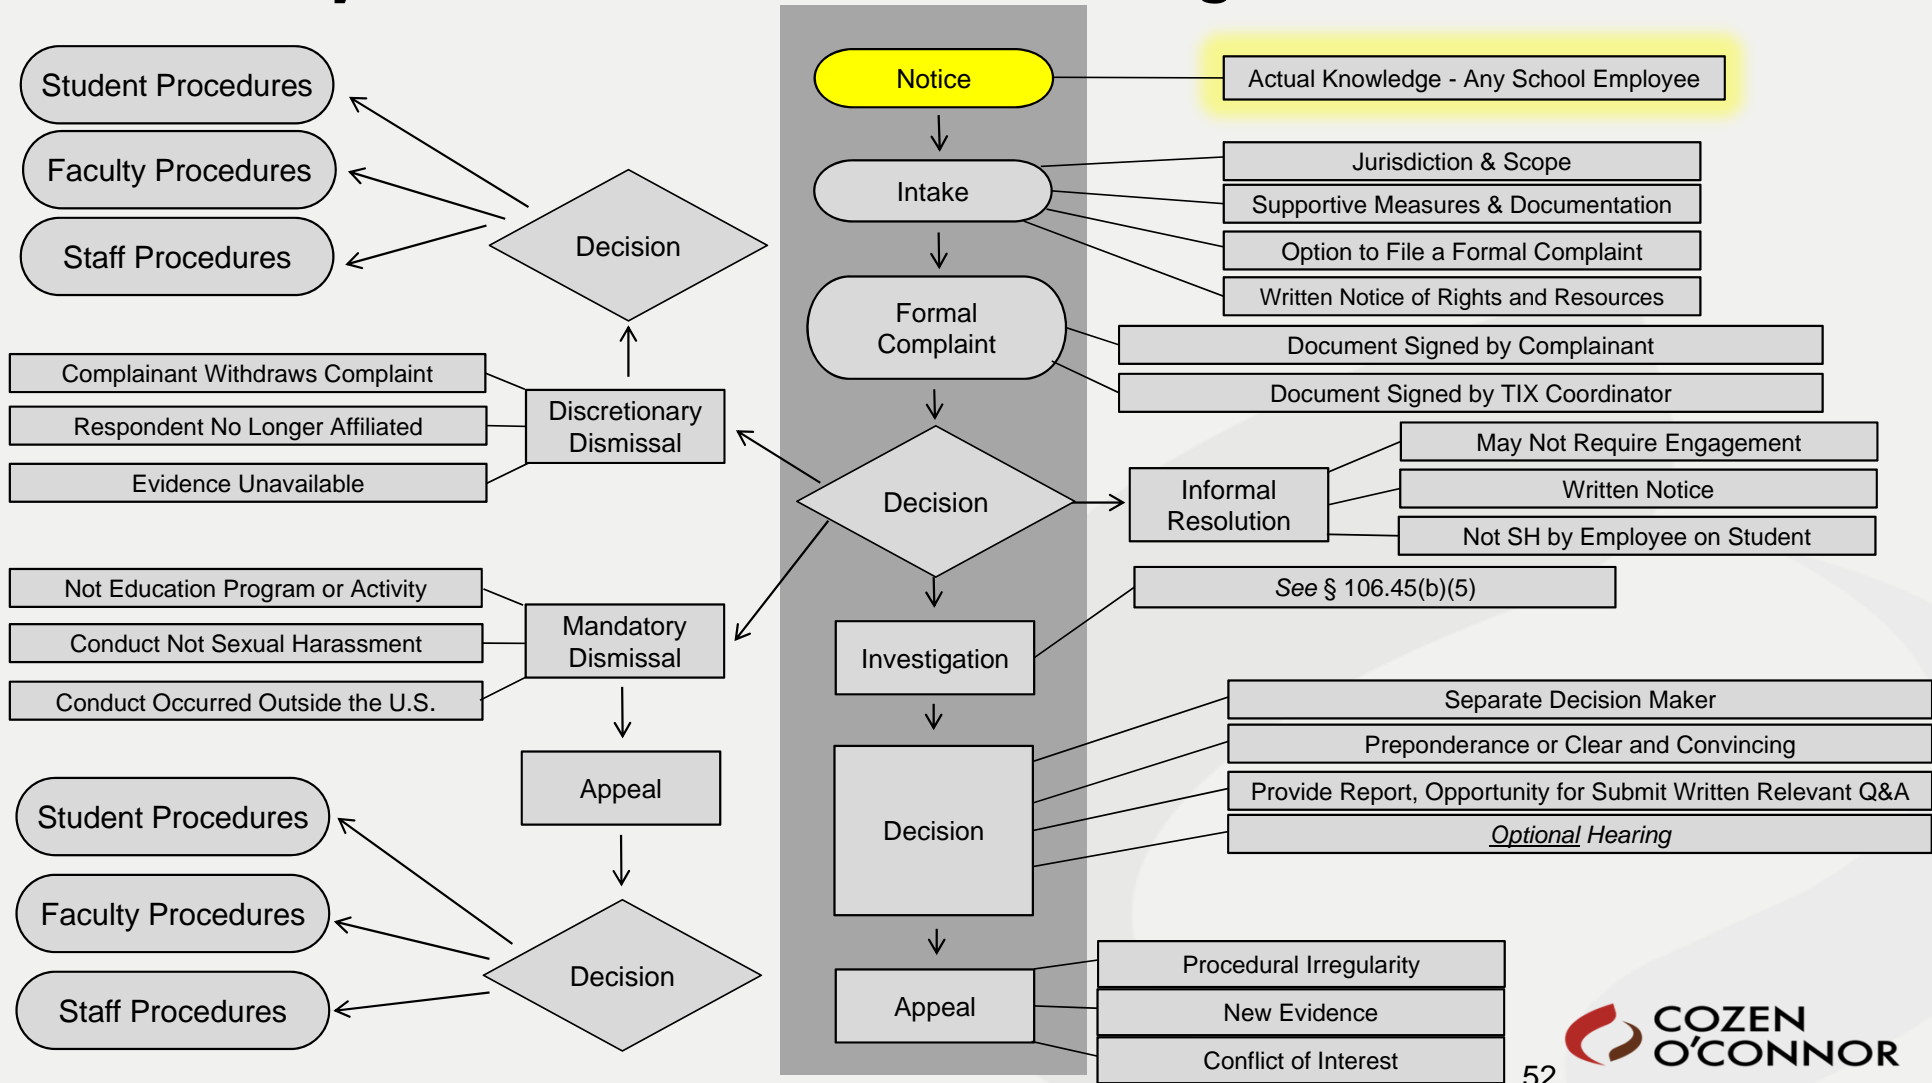 Notice
Actual Knowledge - Any School Employee
Intake
Jurisdiction & Scope
Supportive Measures & Documentation
Option to File a Formal Complaint
Written Notice of Rights and Resources
Formal
Complaint
Document Signed by Complainant
Document Signed by TIX Coordinator
Decision
Informal
Resolution
May Not Require Engagement
Written Notice
Not SH by Employee on Student
Investigation
See § 106.45(b)(5)
Decision
Separate Decision Maker
Preponderance or Clear and Convincing
Provide Report, Opportunity for Submit Written Relevant Q&A
Optional Hearing
Appeal
Procedural Irregularity
New Evidence
Conflict of Interest
Student Procedures
Faculty Procedures
Staff Procedures
Decision
Complainant Withdraws Complaint
Respondent No Longer Affiliated
Evidence Unavailable
Discretionary
Dismissal
Not Education Program or Activity
Conduct Not Sexual Harassment
Conduct Occurred Outside the U.S.
Mandatory
Dismissal
Appeal
Student Procedures
Faculty Procedures
Staff Procedures
Decision
COZEN
O'CONNOR
52